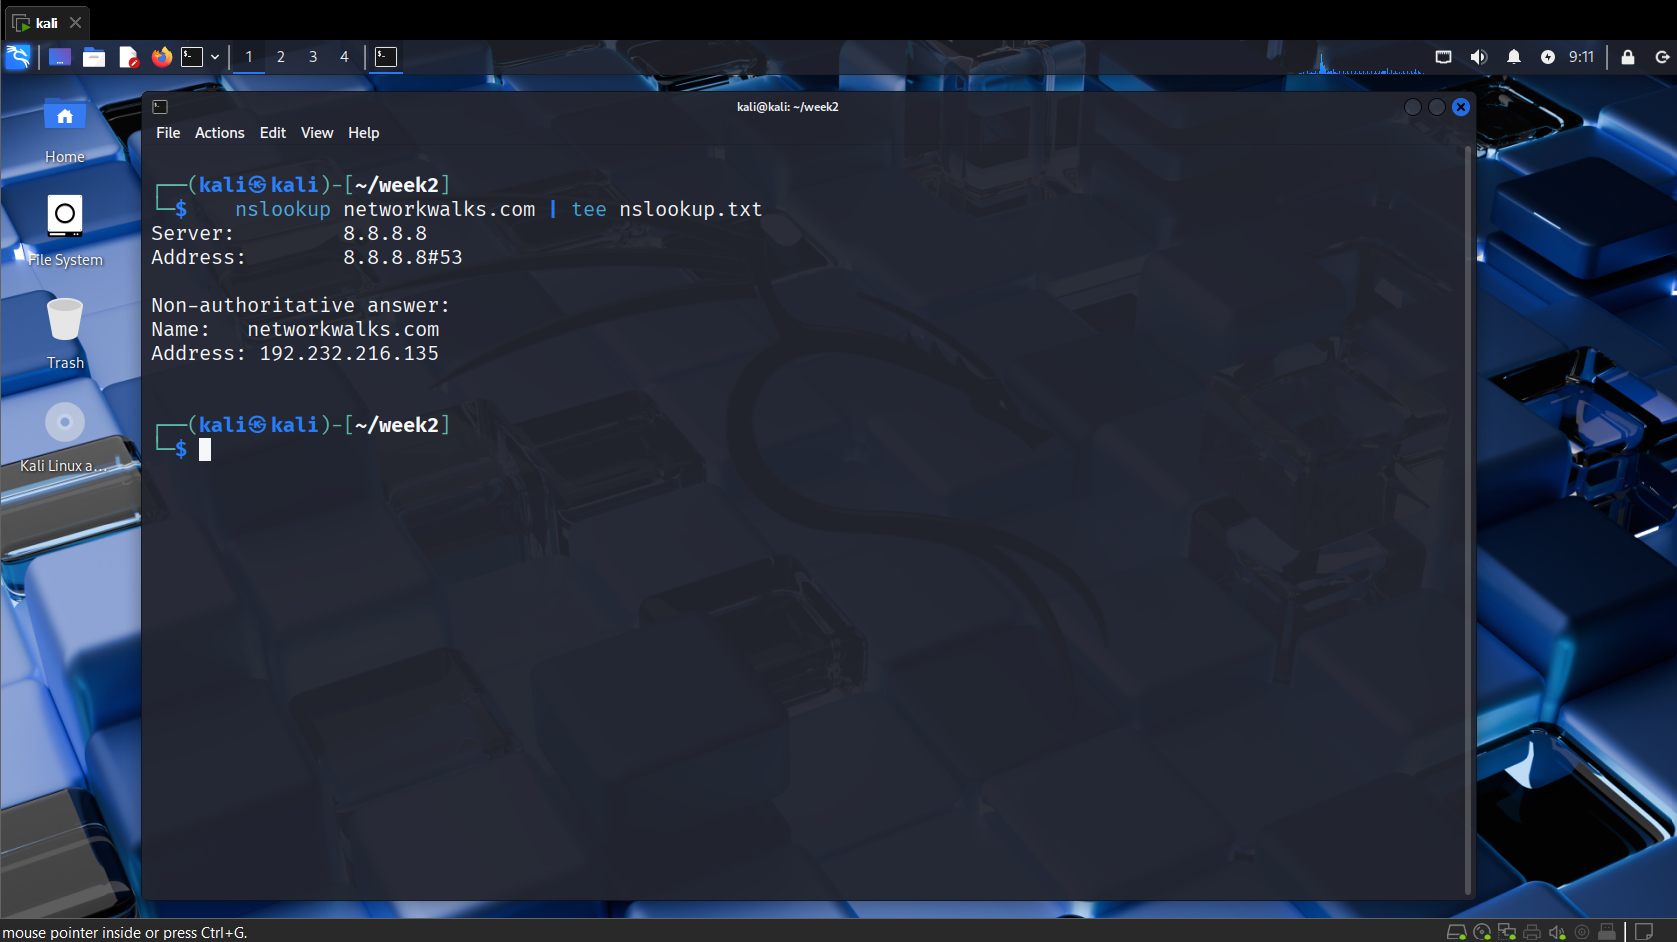 kali
1 2 3 4
9:11
kali@kali: ~/week2
File Actions Edit View Help
Home
File System
Trash
Kali Linux a...
┌──(kali㉿kali)-[~/week2]
└─$ nslookup networkwalks.com | tee nslookup.txt
Server: 8.8.8.8
Address: 8.8.8.8#53
Non-authoritative answer:
Name: networkwalks.com
Address: 192.232.216.135
┌──(kali㉿kali)-[~/week2]
└─$
mouse pointer inside or press Ctrl+G.